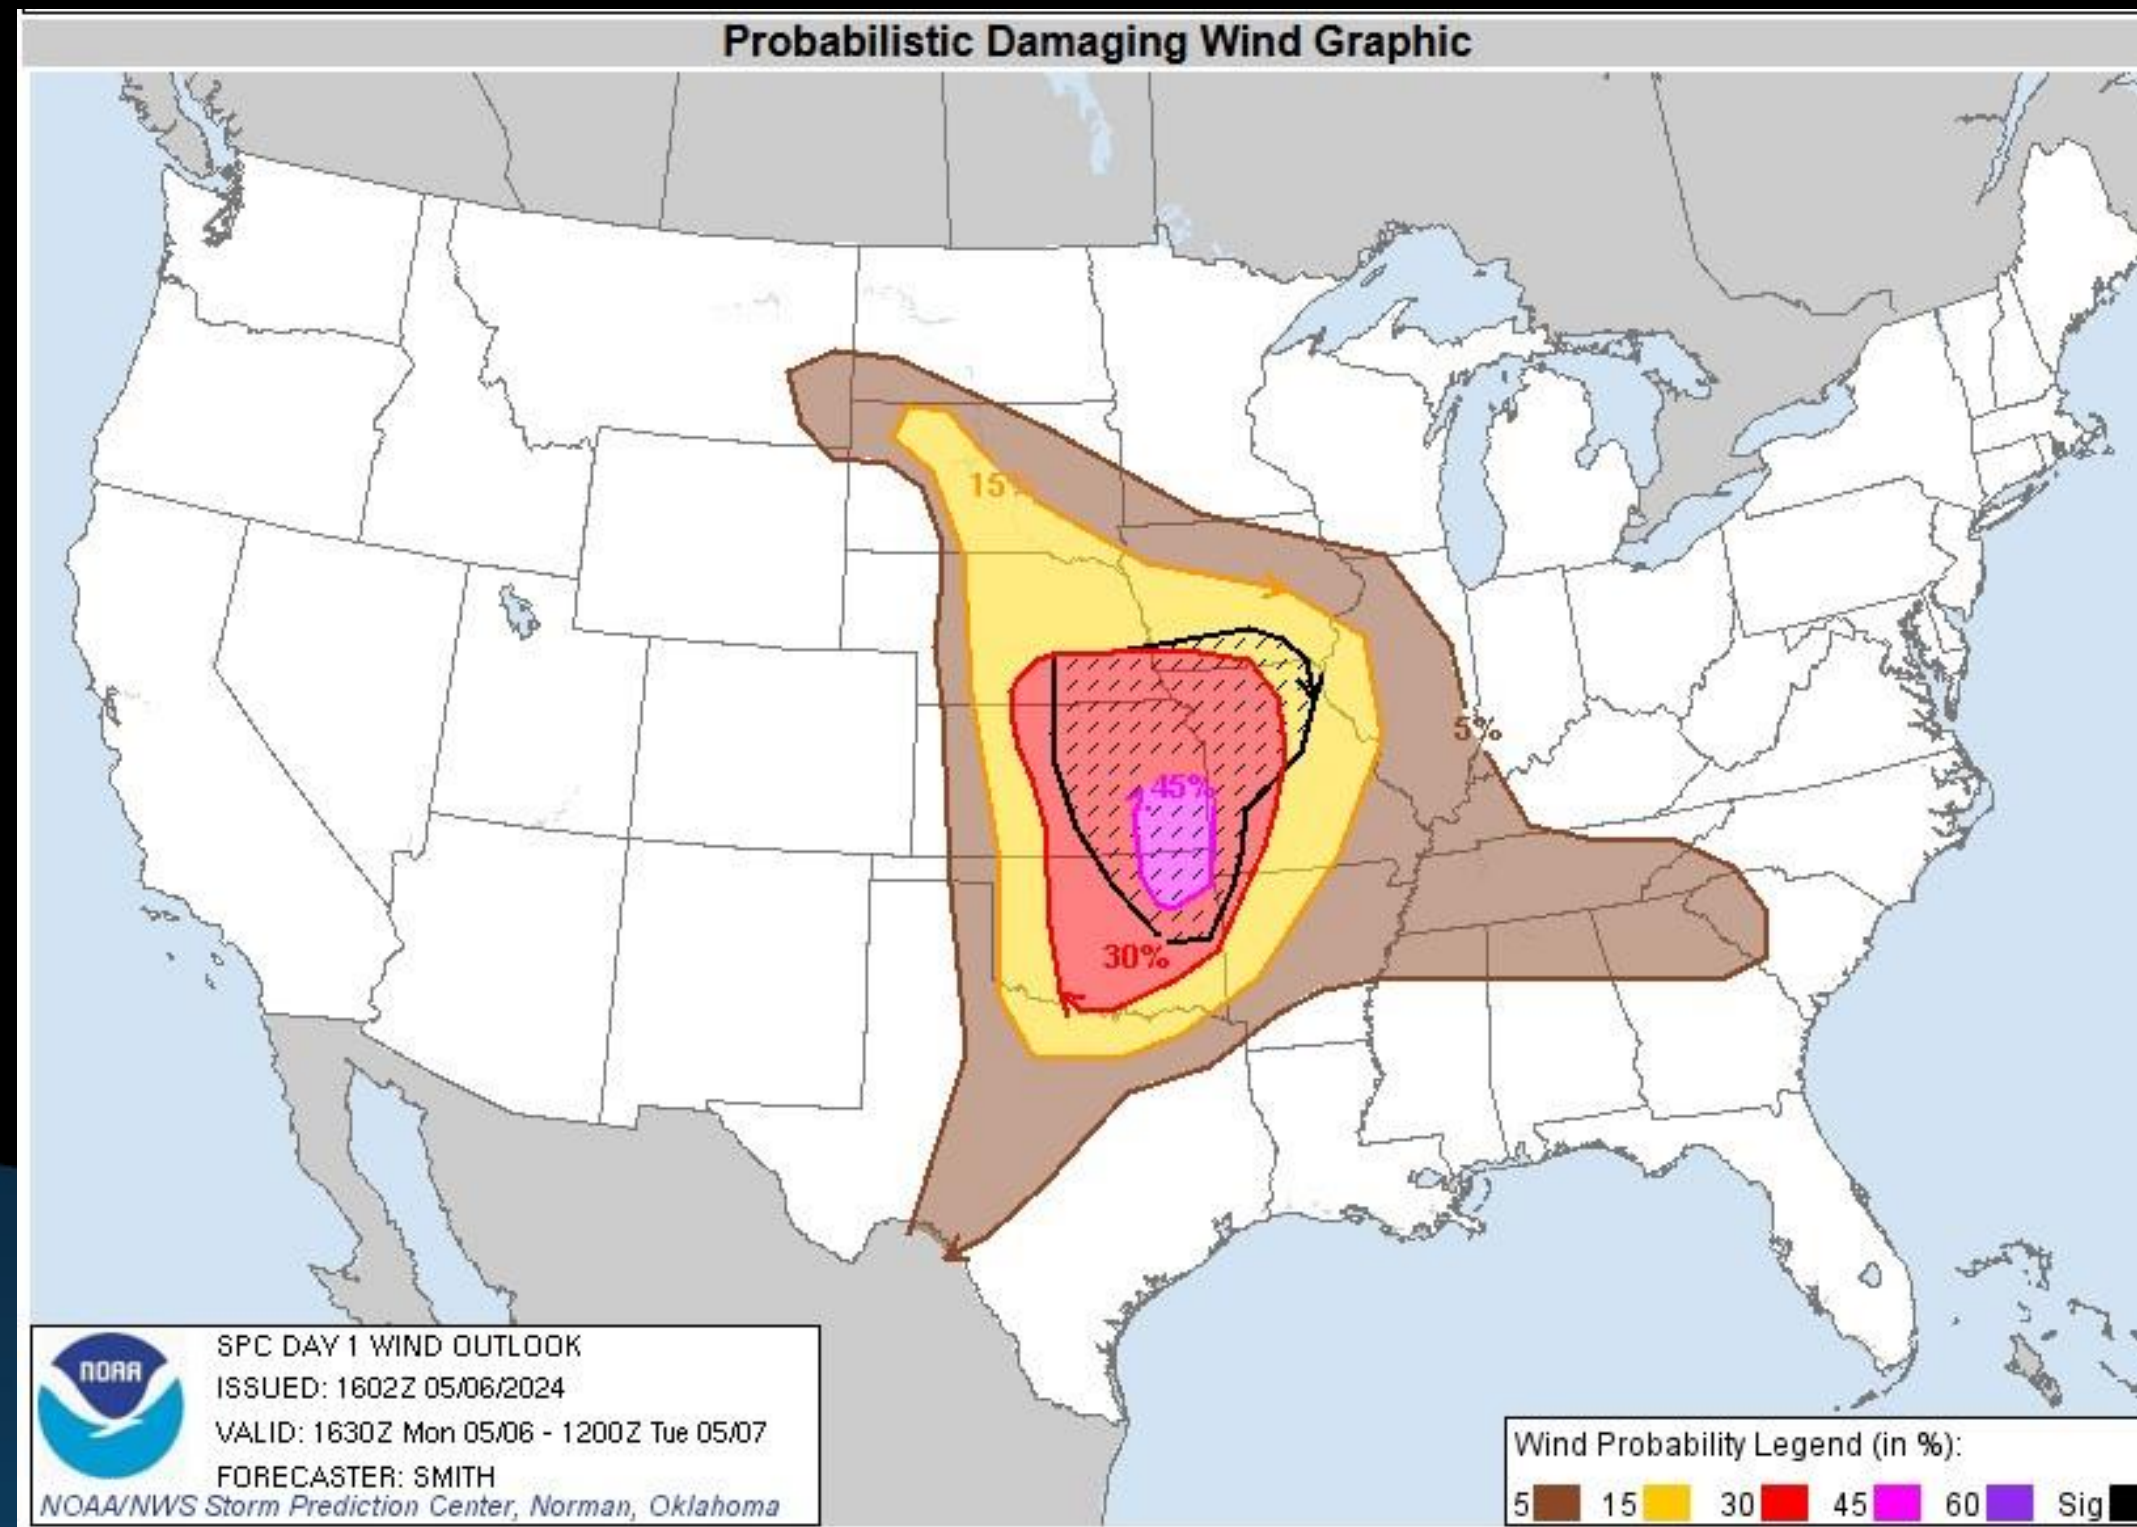 Probabilistic Damaging Wind Graphic
15%
5%
45%
30%
NOAA
SPC DAY 1 WIND OUTLOOK
ISSUED: 1602Z 05/06/2024
VALID: 1630Z Mon 05/06 - 1200Z Tue 05/07
FORECASTER: SMITH
NOAA/NWS Storm Prediction Center, Norman, Oklahoma
Wind Probability Legend (in %):
5 15 30 45 60 Sig